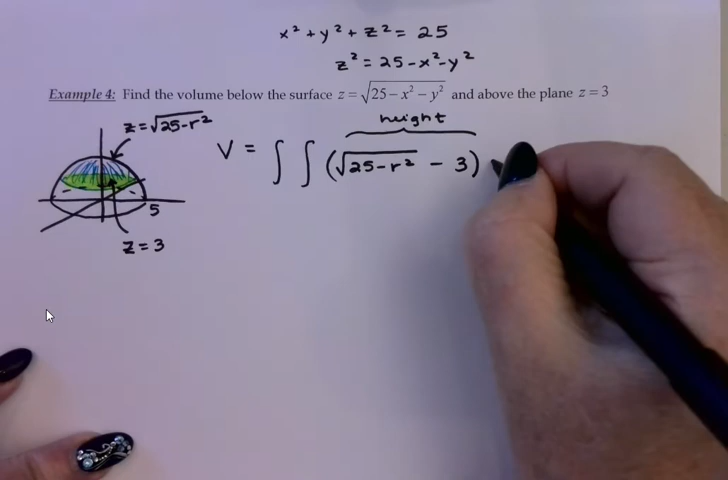 x² + y² + z² = 25
z² = 25 - x² - y²
Example 4: Find the volume below the surface z = √(25 - x² - y²) and above the plane z = 3
z = √(25 - r²)
height
V = ∫ ∫ (√(25 - r²) - 3)
5
z = 3